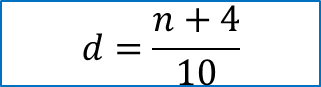 d = (n + 4)/10